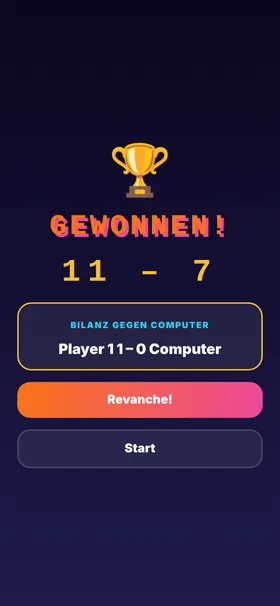 GEWONNEN!
11 – 7
BILANZ GEGEN COMPUTER
Player 1 1 – 0 Computer
Revanche!
Start